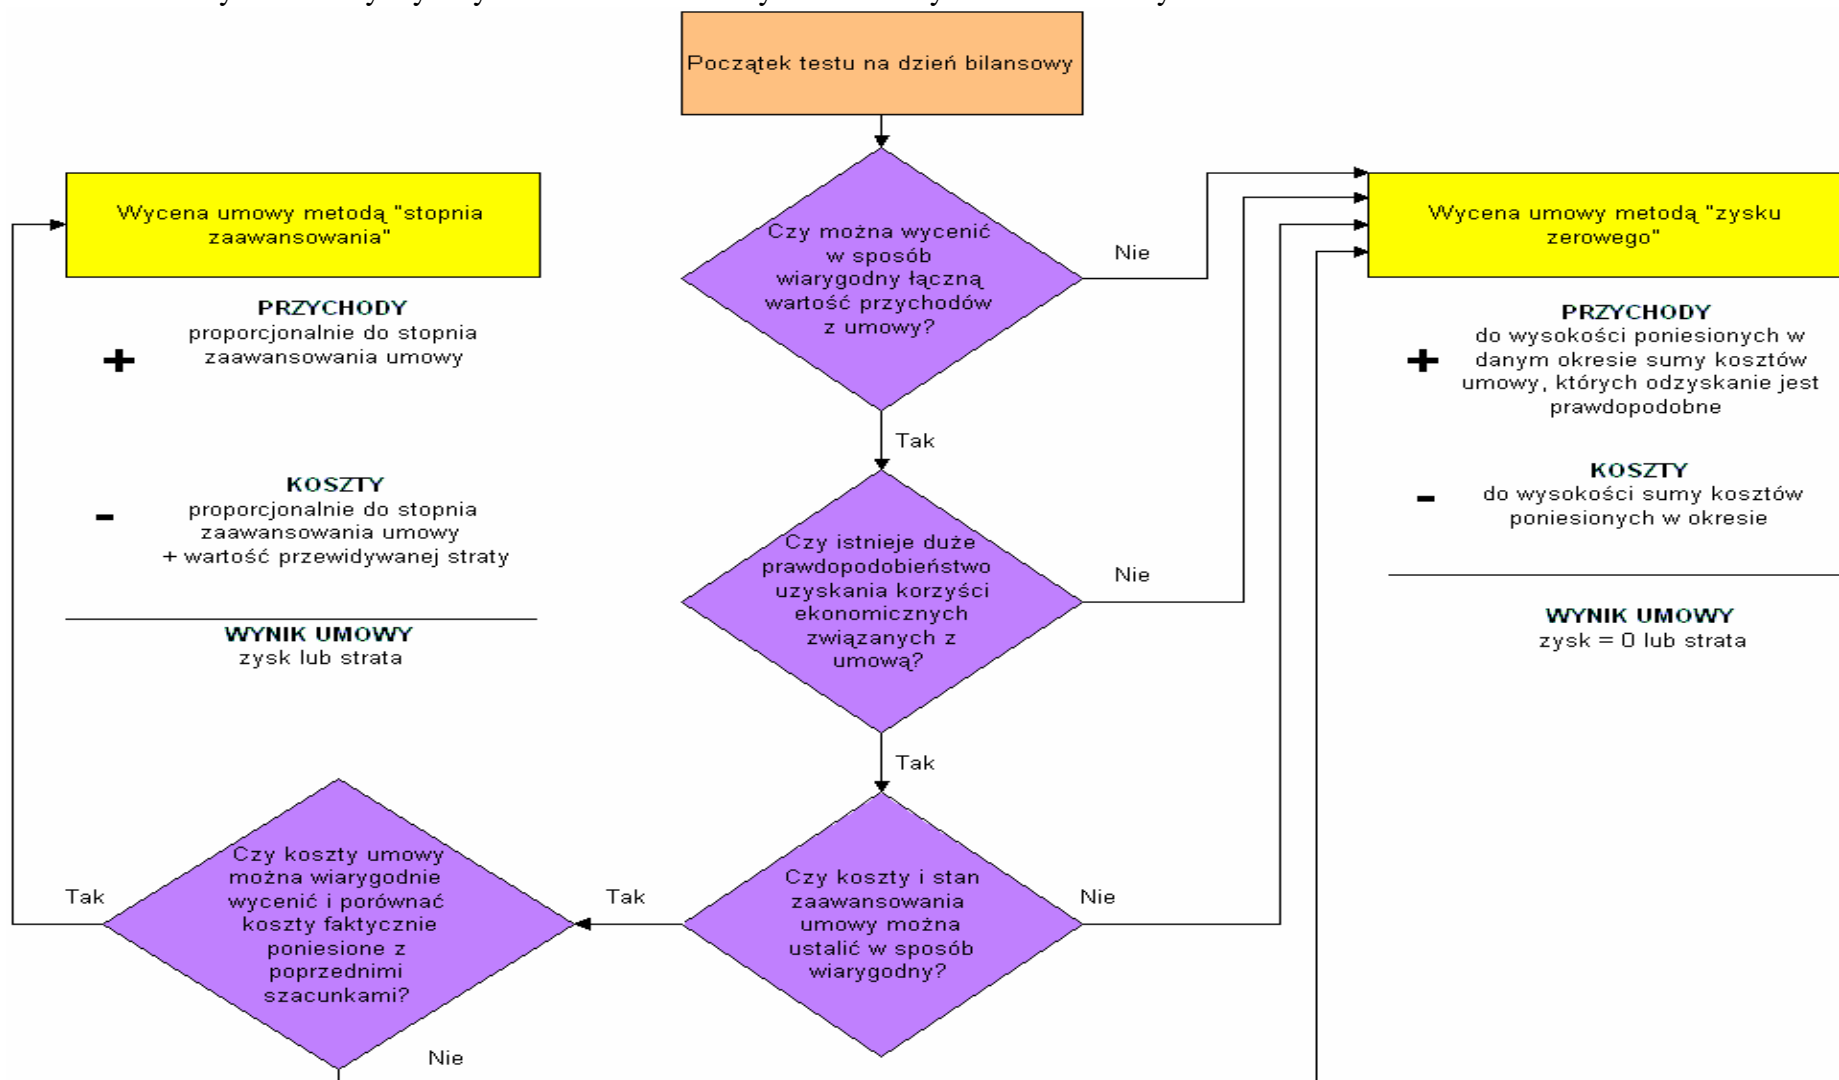 Początek testu na dzień bilansowy
Wycena umowy metodą "stopnia
zaawansowania"
PRZYCHODY
proporcjonalnie do stopnia
zaawansowania umowy
+
KOSZTY
proporcjonalnie do stopnia
zaawansowania umowy
+ wartość przewidywanej straty
-
WYNIK UMOWY
zysk lub strata
Czy można wycenić
w sposób
wiarygodny łączną
wartość przychodów
z umowy?
Nie
Tak
Czy istnieje duże
prawdopodobieństwo
uzyskania korzyści
ekonomicznych
związanych z
umową?
Nie
Tak
Czy koszty i stan
zaawansowania
umowy można
ustalić w sposób
wiarygodny?
Nie
Tak
Czy koszty umowy
można wiarygodnie
wycenić i porównać
koszty faktycznie
poniesione z
poprzednimi
szacunkami?
Tak
Nie
Wycena umowy metodą "zysku
zerowego"
PRZYCHODY
do wysokości poniesionych w
danym okresie sumy kosztów
umowy, których odzyskanie jest
prawdopodobne
+
KOSZTY
do wysokości sumy kosztów
poniesionych w okresie
-
WYNIK UMOWY
zysk = 0 lub strata